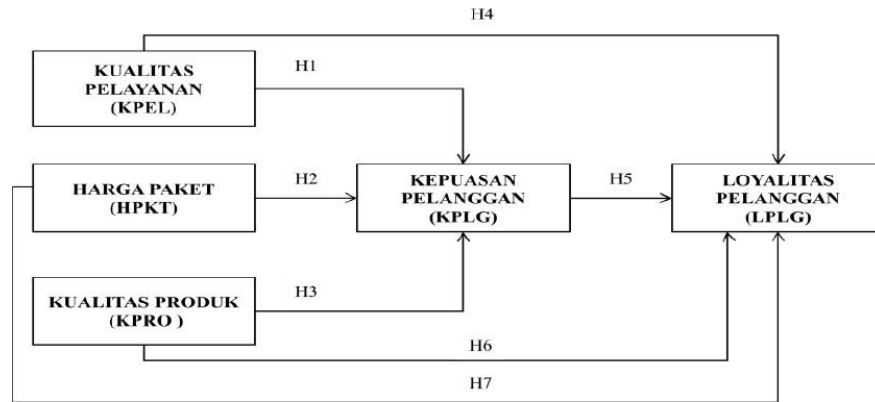 H4
KUALITAS
PELAYANAN
(KPEL)
H1
HARGA PAKET
(HPKT)
H2
KEPUASAN
PELANGGAN
(KPLG)
H5
LOYALITAS
PELANGGAN
(LPLG)
KUALITAS PRODUK
(KPRO )
H3
H6
H7